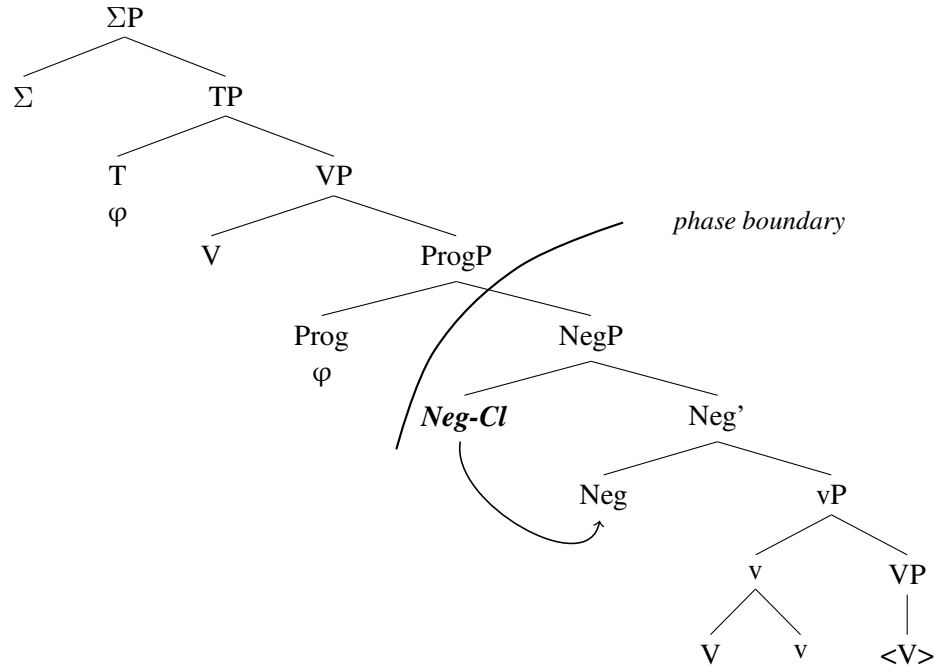 ΣP
Σ TP
T VP
φ
phase boundary
V ProgP
Prog NegP
φ
Neg-Cl Neg’
Neg vP
v VP
V v <V>